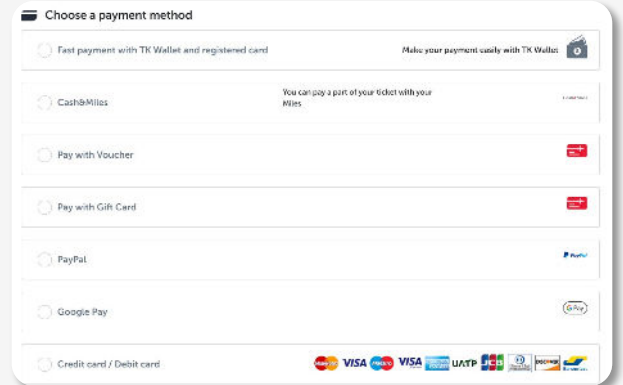 Choose a payment method
Fast payment with TK Wallet and registered card
Make your payment easily with TK Wallet
Cash&Miles
You can pay a part of your ticket with your
Miles
Pay with Voucher
Pay with Gift Card
PayPal
PayPal
Google Pay
G Pay
Credit card / Debit card
VISA
VISA
UATP
JCB
DISCOVER